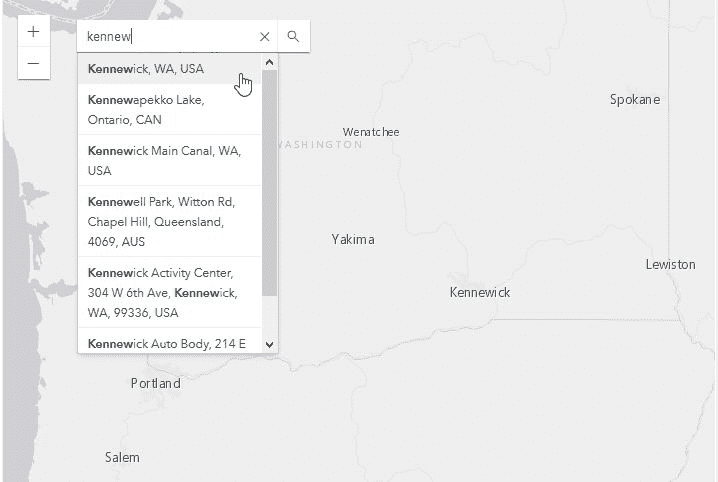 +
−
kennew
Kennewick, WA, USA
Kennewapekko Lake,
Ontario, CAN
Kennewick Main Canal, WA,
USA
Kennewell Park, Witton Rd,
Chapel Hill, Queensland,
4069, AUS
Kennewick Activity Center,
304 W 6th Ave, Kennewick,
WA, 99336, USA
Kennewick Auto Body, 214 E
Spokane
Wenatchee
WASHINGTON
Yakima
Lewiston
Kennewick
Portland
Salem